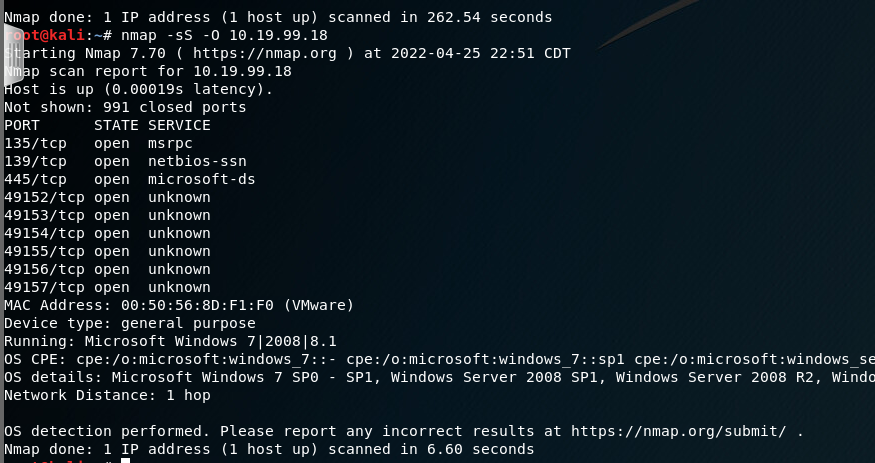 Nmap done: 1 IP address (1 host up) scanned in 262.54 seconds
root@kali:~# nmap -sS -O 10.19.99.18
Starting Nmap 7.70 ( https://nmap.org ) at 2022-04-25 22:51 CDT
Nmap scan report for 10.19.99.18
Host is up (0.00019s latency).
Not shown: 991 closed ports
PORT      STATE SERVICE
135/tcp   open  msrpc
139/tcp   open  netbios-ssn
445/tcp   open  microsoft-ds
49152/tcp open  unknown
49153/tcp open  unknown
49154/tcp open  unknown
49155/tcp open  unknown
49156/tcp open  unknown
49157/tcp open  unknown
MAC Address: 00:50:56:8D:F1:F0 (VMware)
Device type: general purpose
Running: Microsoft Windows 7|2008|8.1
OS CPE: cpe:/o:microsoft:windows_7::- cpe:/o:microsoft:windows_7::sp1 cpe:/o:microsoft:windows_se
OS details: Microsoft Windows 7 SP0 - SP1, Windows Server 2008 SP1, Windows Server 2008 R2, Windo
Network Distance: 1 hop
OS detection performed. Please report any incorrect results at https://nmap.org/submit/ .
Nmap done: 1 IP address (1 host up) scanned in 6.60 seconds